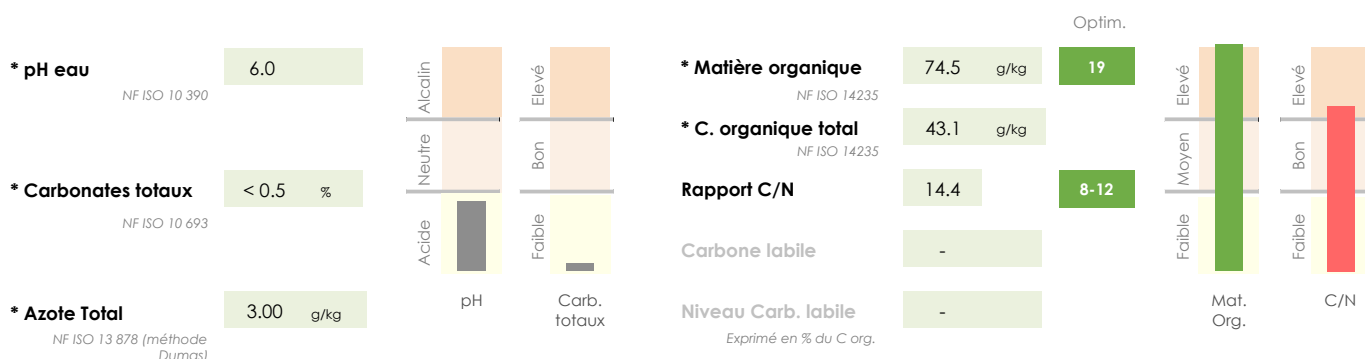 Optim.
* pH eau 6.0
NF ISO 10 390
* Carbonates totaux < 0.5 %
NF ISO 10 693
* Azote Total 3.00 g/kg
NF ISO 13 878 (méthode
Dumas)
Alcalin
Neutre
Acide
pH
Elevé
Bon
Faible
Carb.
totaux
* Matière organique 74.5 g/kg 19
NF ISO 14235
* C. organique total 43.1 g/kg
NF ISO 14235
Rapport C/N 14.4 8-12
Carbone labile -
Niveau Carb. labile -
Exprimé en % du C org.
Elevé
Moyen
Faible
Mat.
Org.
Elevé
Bon
Faible
C/N